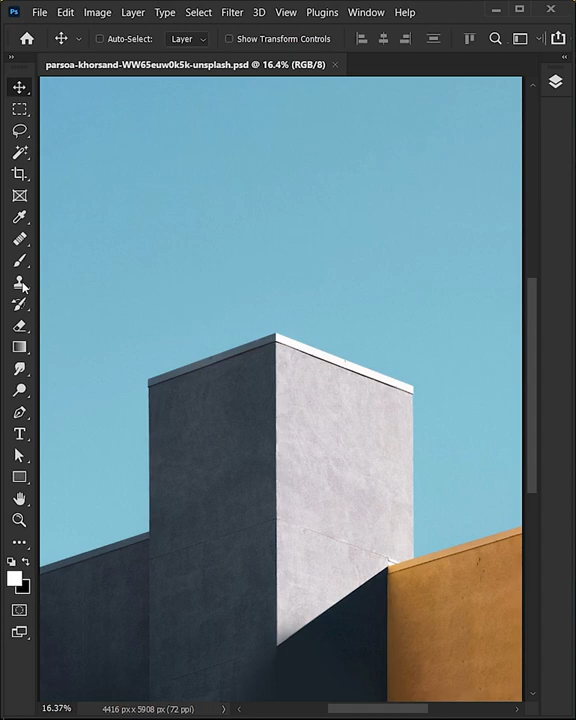 Ps File Edit Image Layer Type Select Filter 3D View Plugins Window Help
Auto-Select: Layer Show Transform Controls
parsoa-khorsand-WW65euw0k5k-unsplash.psd @ 16.4% (RGB/8)
T
16.37% 4416 px x 5908 px (72 ppi)